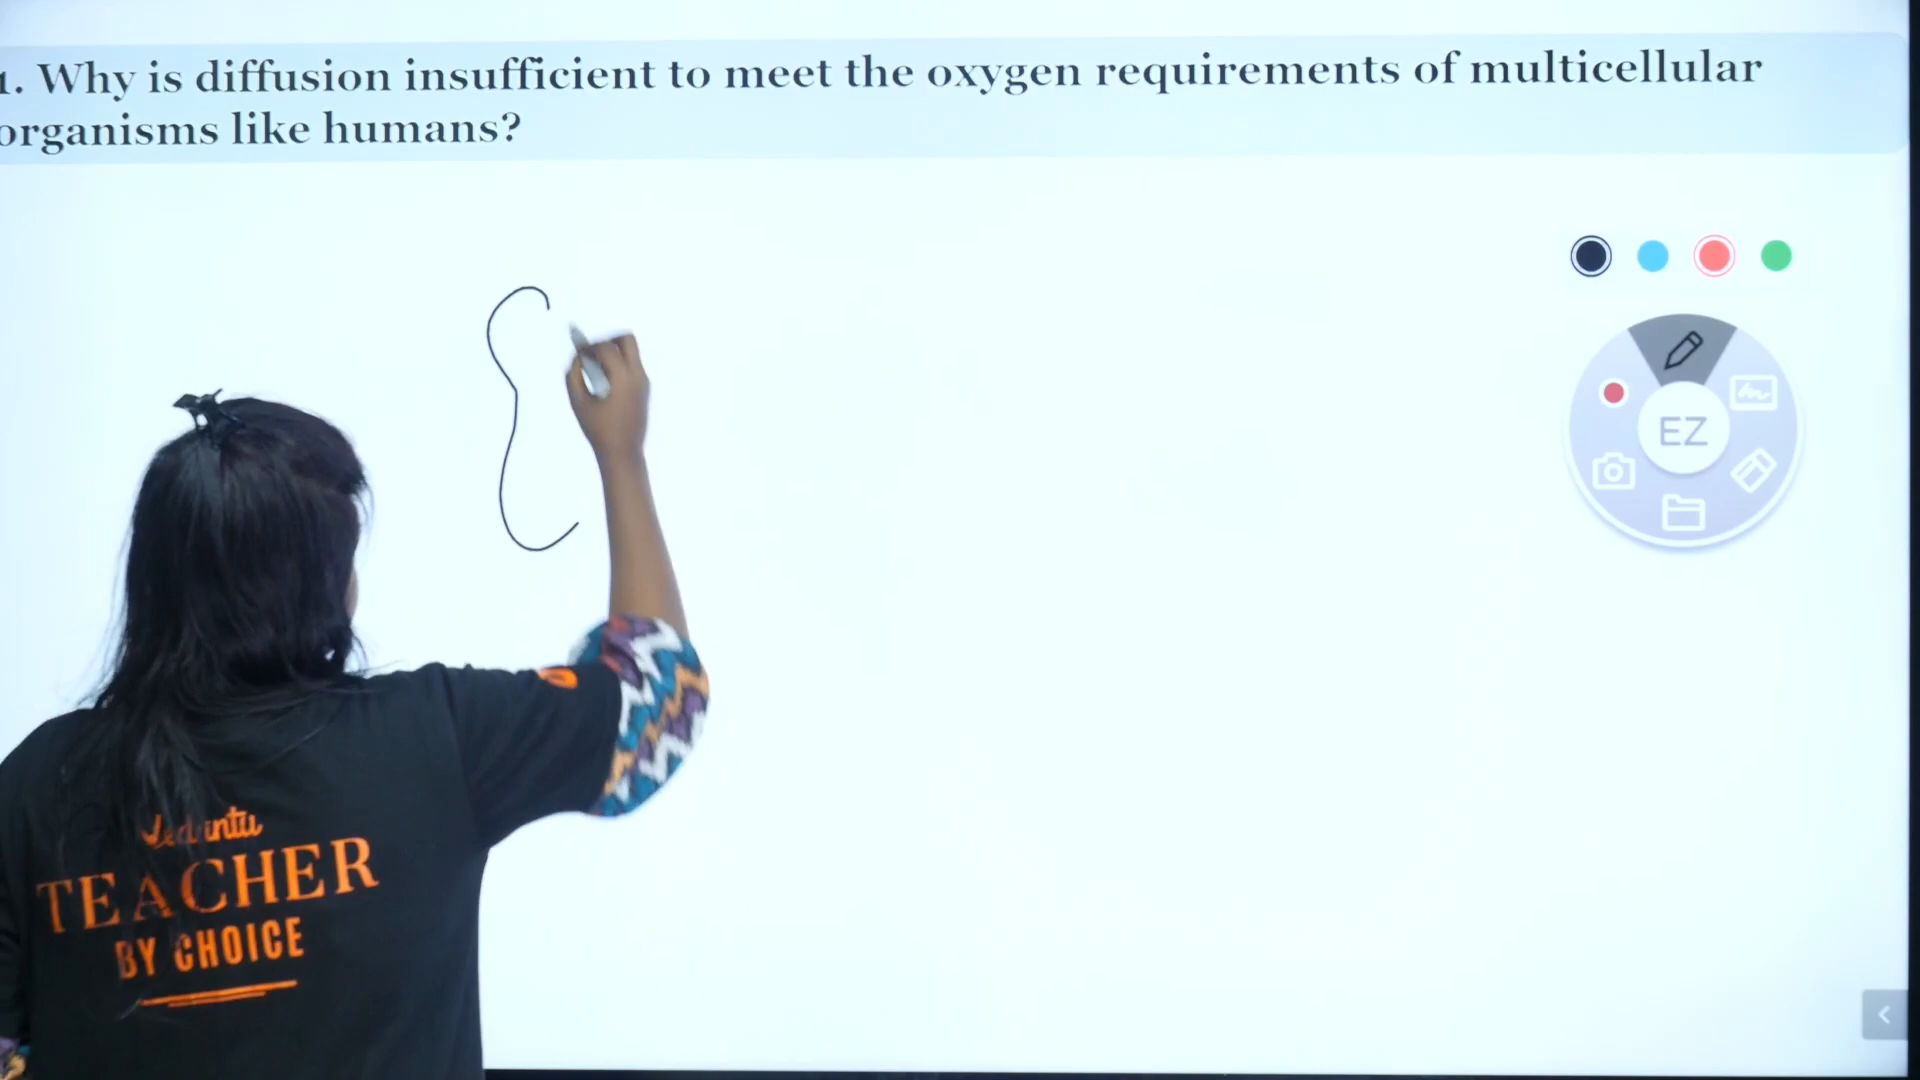 1. Why is diffusion insufficient to meet the oxygen requirements of multicellular
organisms like humans?
EZ
Vedantu
TEACHER
BY CHOICE